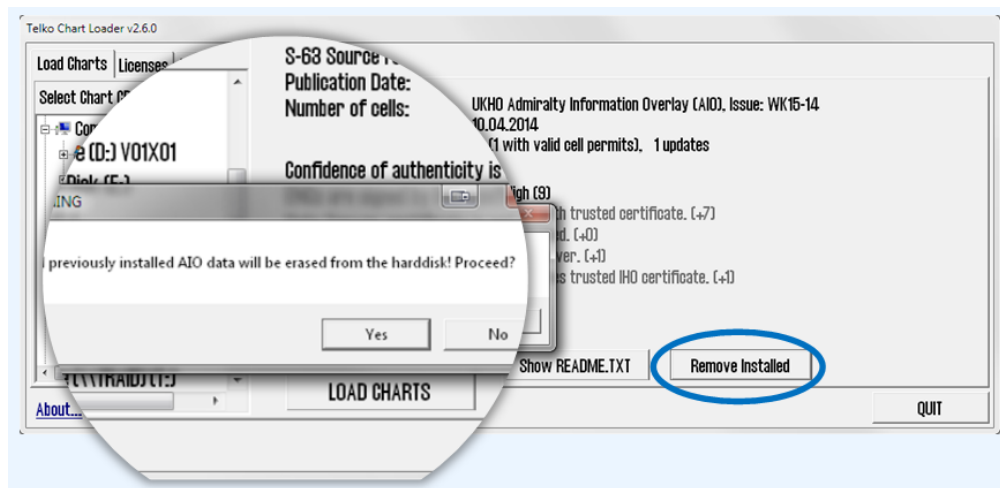 Telko Chart Loader v2.6.0
Load Charts
Licenses
Select Chart
S-63 Source
Publication Date:
Number of cells:
UKHO Admiralty Information Overlay (AIO), Issue: WK15-14
10.04.2014
(1 with valid cell permits), 1 updates
(D:) V01X01
Disk (E:)
Confidence of authenticity is
High (9)
trusted certificate. (+7)
(+0)
(+1)
trusted IHO certificate. (+1)
previously installed AIO data will be erased from the harddisk! Proceed?
Yes
No
LOAD CHARTS
Show README.TXT
Remove Installed
About...
QUIT